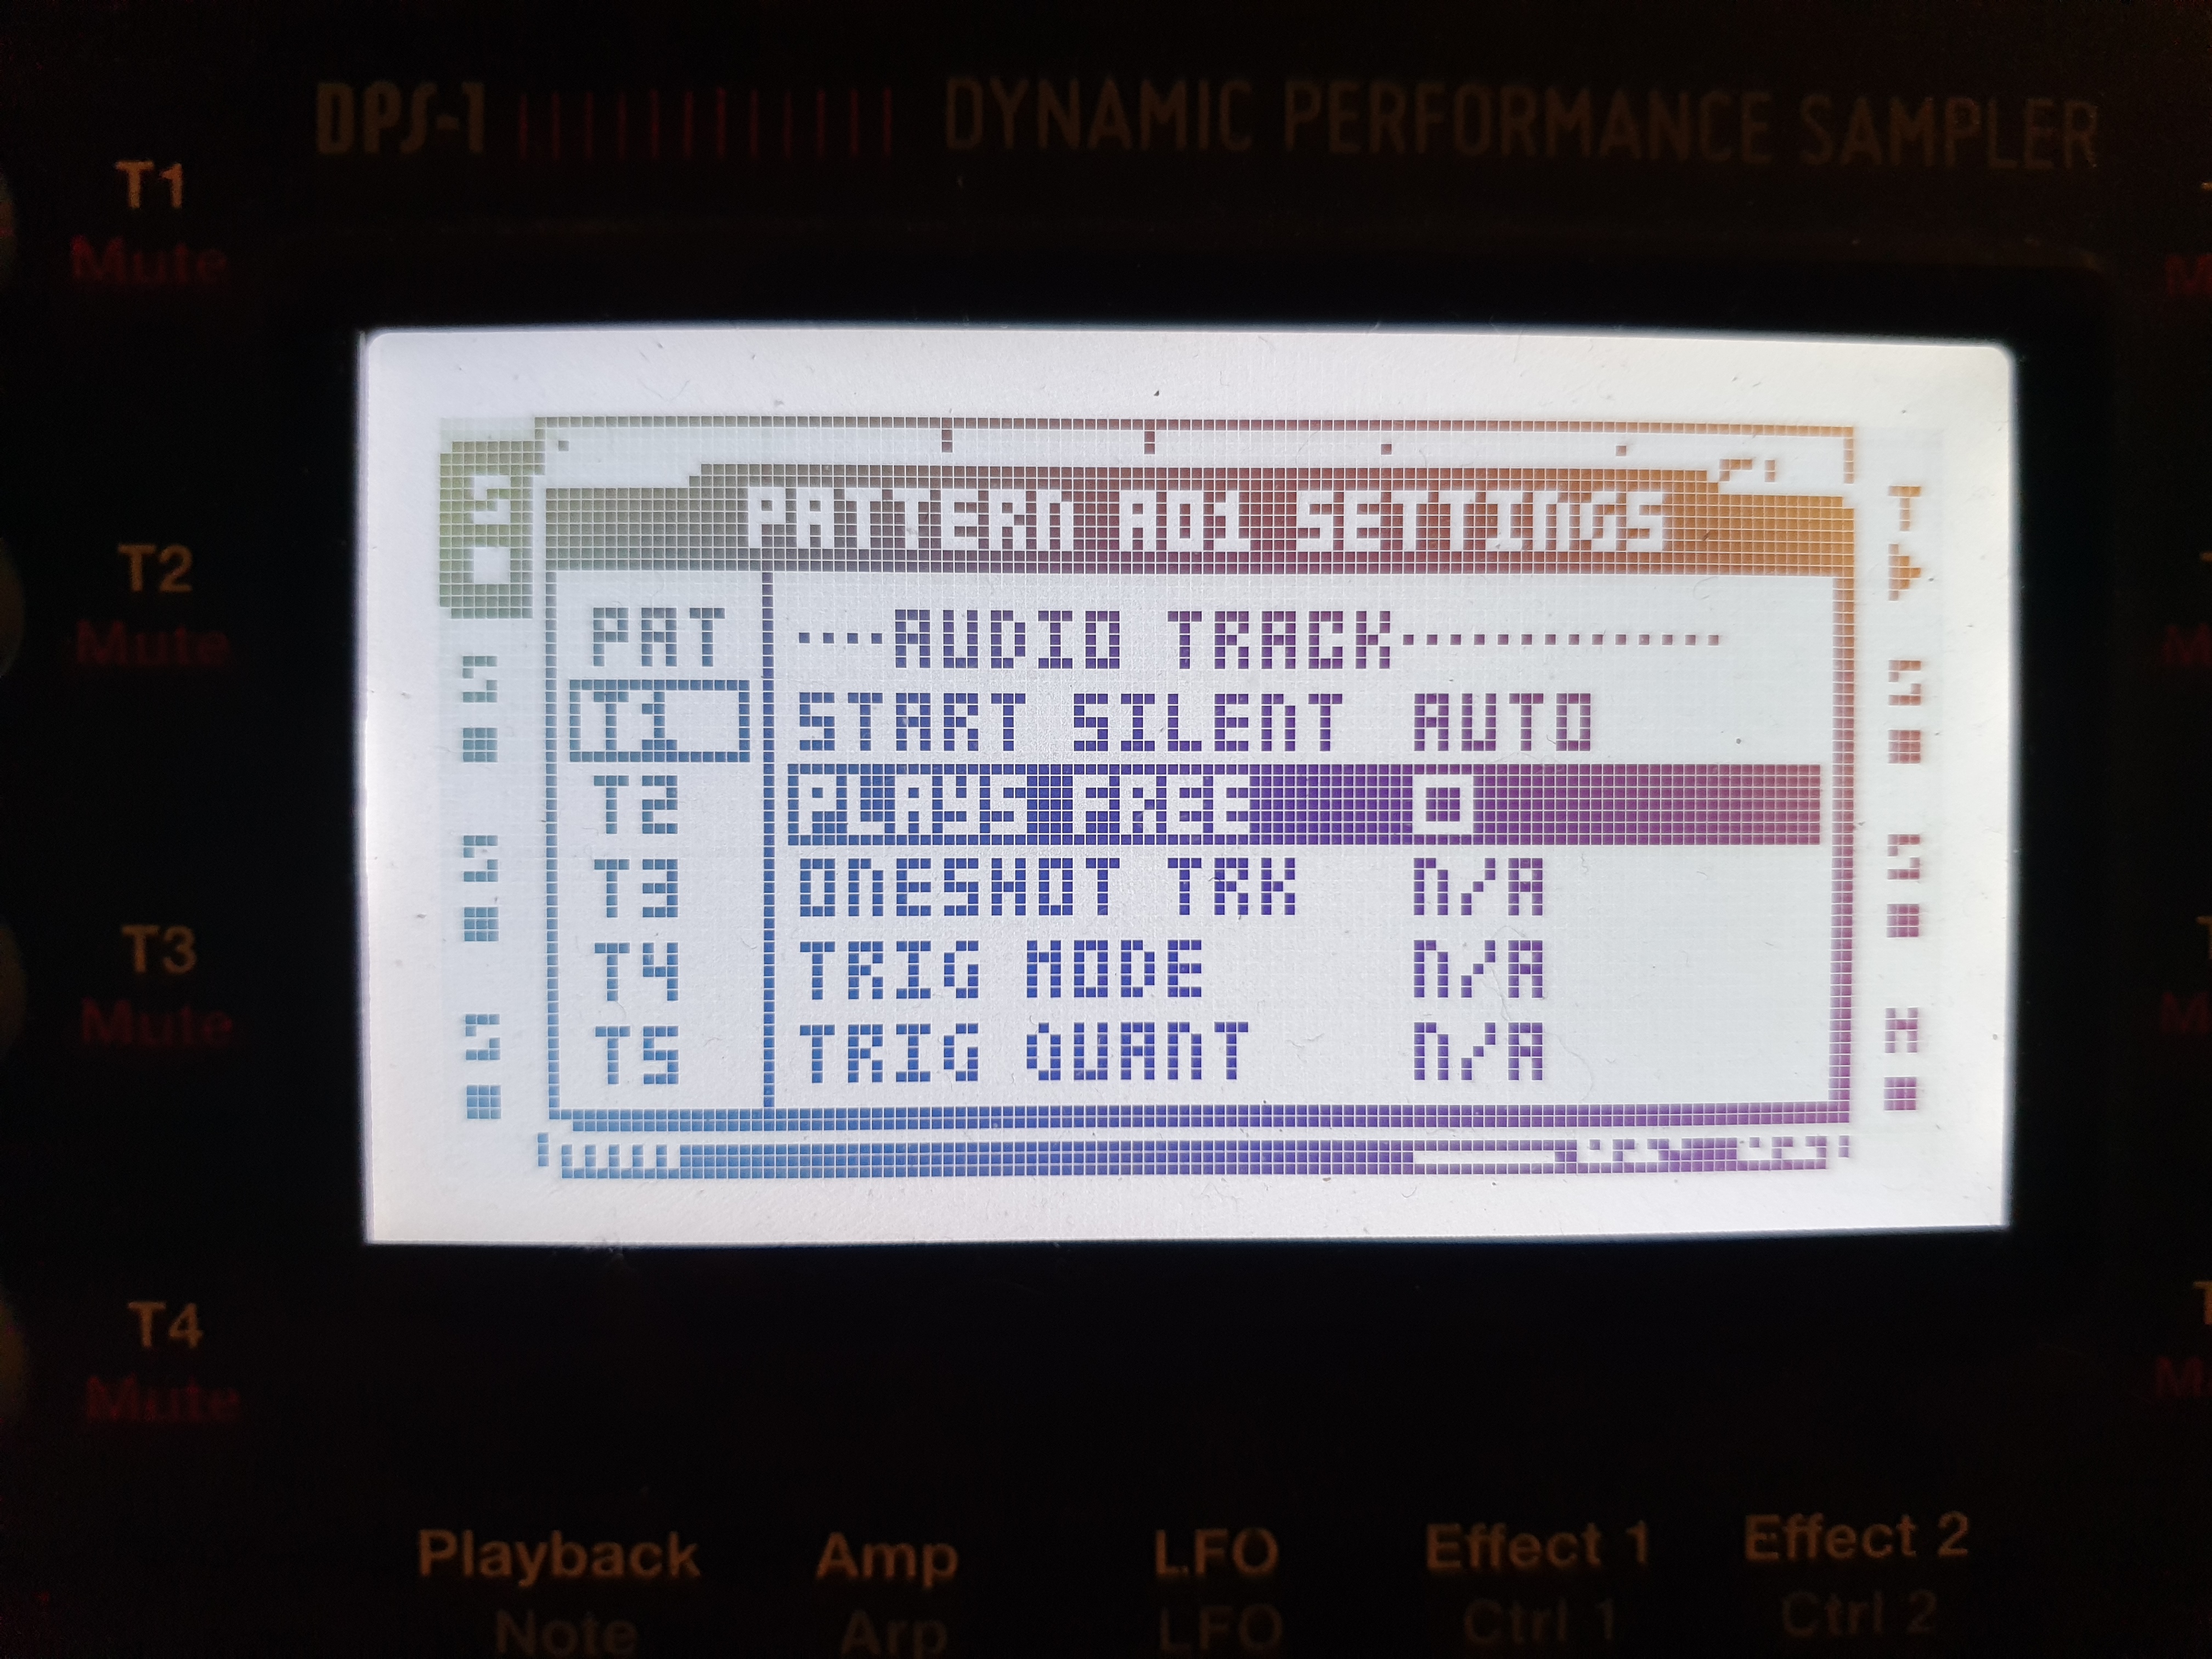 DPS-1 DYNAMIC PERFORMANCE SAMPLER
T1
Mute
T2
Mute
T3
Mute
T4
Mute
PATTERN A01 SETTINGS
PAT
T1
T2
T3
T4
T5
AUDIO TRACK
START SILENT AUTO
PLAYS FREE
ONESHOT TRK N/A
TRIG MODE N/A
TRIG QUANT N/A
S
S
S
S
T
S
S
Playback Amp LFO Effect 1 Effect 2
Note Arp LFO Ctrl 1 Ctrl 2